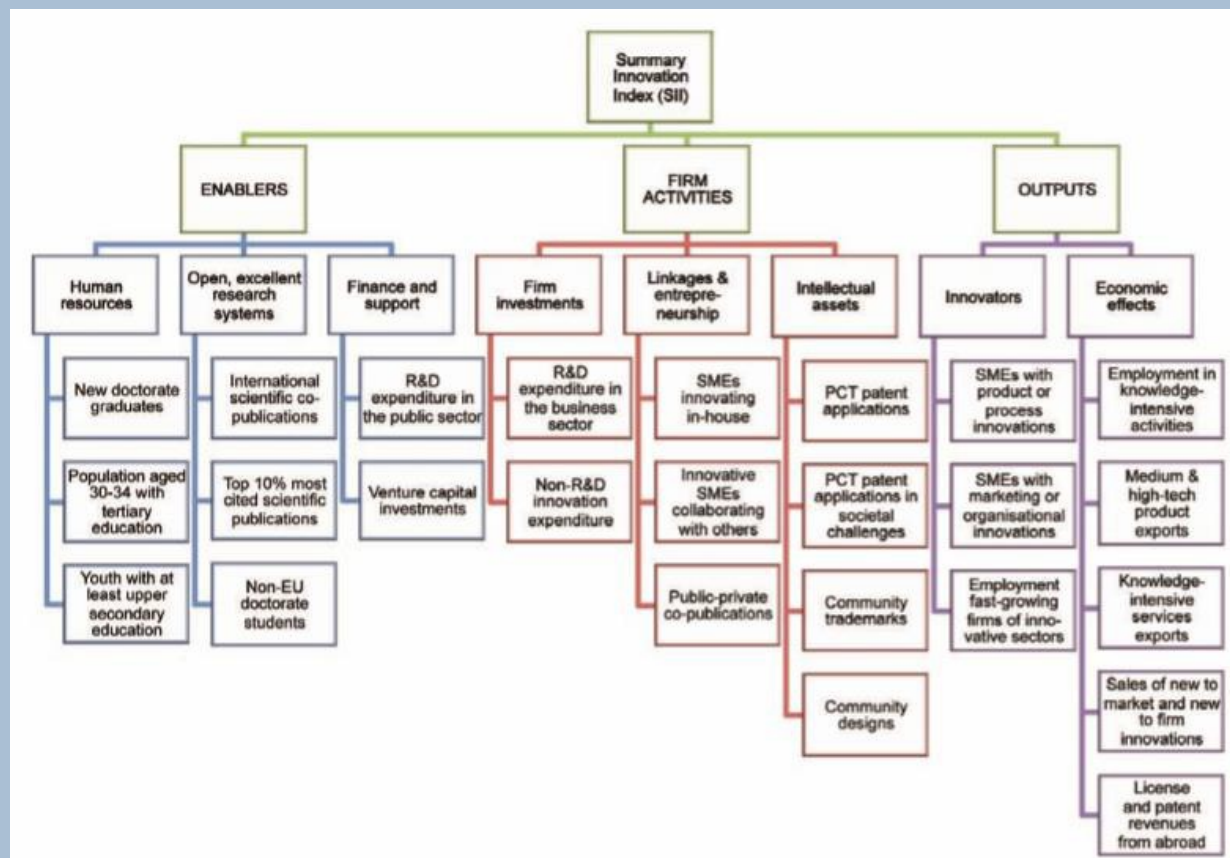 Summary
Innovation
Index (SII)
ENABLERS
FIRM
ACTIVITIES
OUTPUTS
Human
resources
Open, excellent
research
systems
Finance and
support
Firm
investments
Linkages &
entrepre-
neurship
Intellectual
assets
Innovators
Economic
effects
New doctorate
graduates
International
scientific co-
publications
R&D
expenditure in
the public sector
R&D
expenditure in
the business
sector
SMEs
innovating
in-house
PCT patent
applications
SMEs with
product or
process
innovations
Employment in
knowledge-
intensive
activities
Population aged
30-34 with
tertiary
education
Top 10% most
cited scientific
publications
Venture capital
investments
Non-R&D
innovation
expenditure
Innovative
SMEs
collaborating
with others
PCT patent
applications in
societal
challenges
SMEs with
marketing or
organisational
innovations
Medium &
high-tech
product
exports
Youth with at
least upper
secondary
education
Non-EU
doctorate
students
Public-private
co-publications
Community
trademarks
Employment
fast-growing
firms of inno-
vative sectors
Knowledge-
intensive
services
exports
Community
designs
Sales of new to
market and new
to firm
innovations
License
and patent
revenues
from abroad